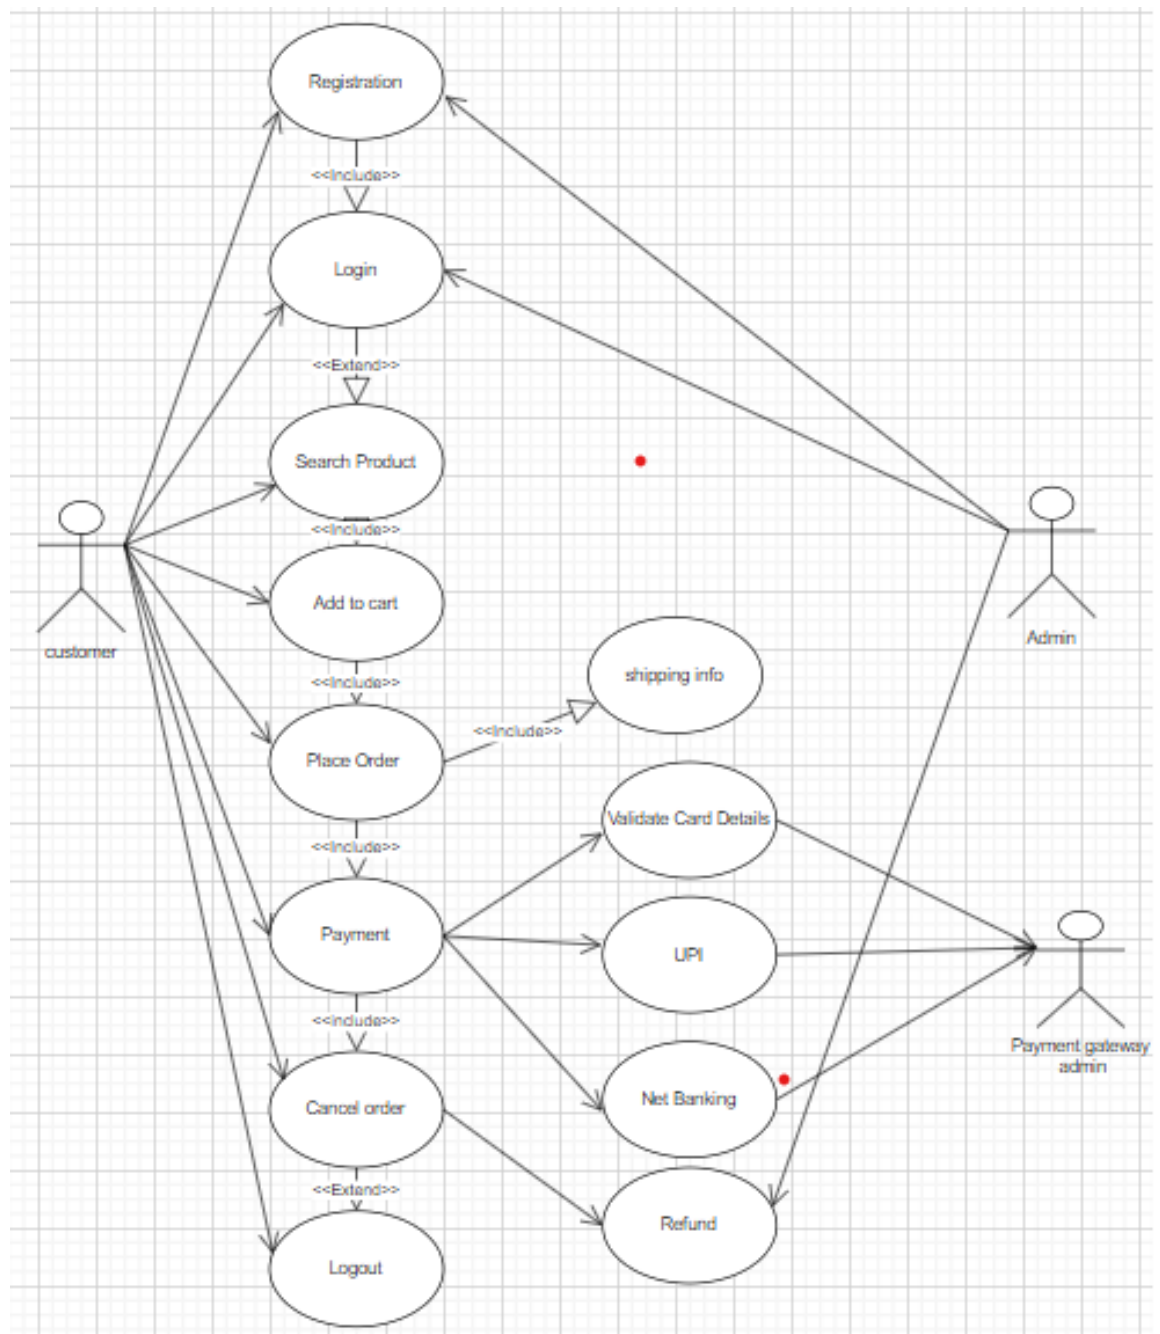 Registration
<<Include>>
Login
<<Extend>>
Search Product
<<Include>>
Add to cart
customer
Admin
<<Include>>
shipping info
<<Include>>
Place Order
Validate Card Details
<<Include>>
Payment
UPI
<<Include>>
Payment gateway
admin
Net Banking
Cancel order
<<Extend>>
Refund
Logout